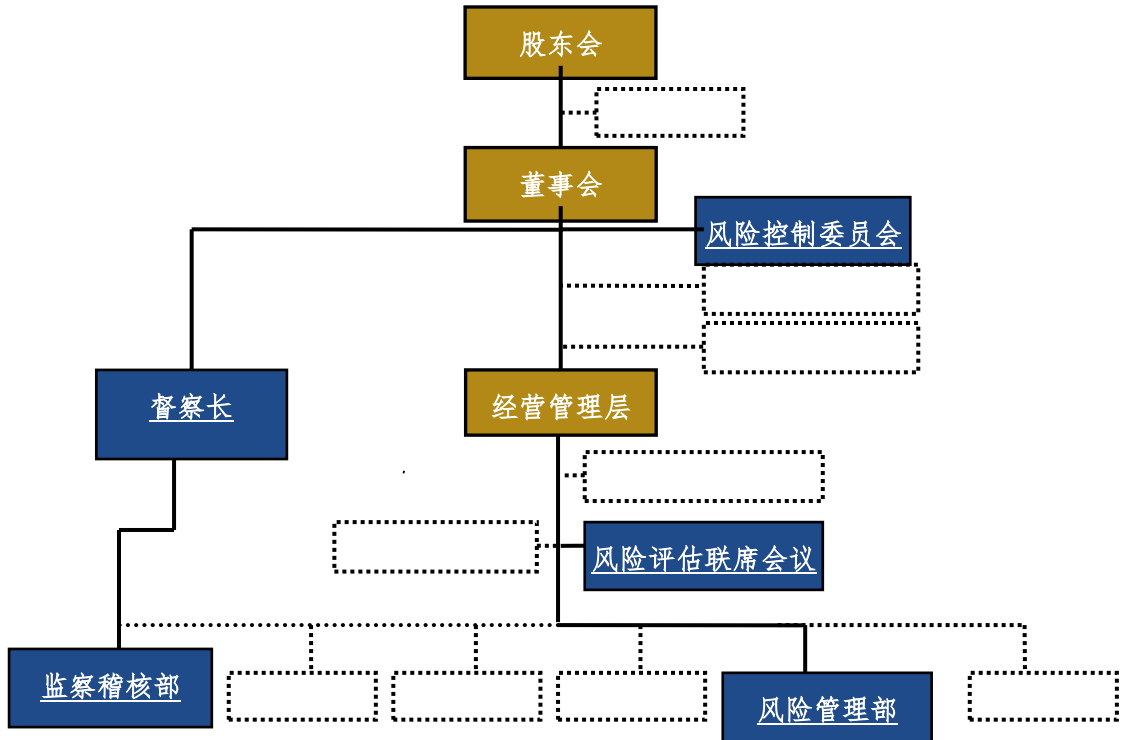 股东会
董事会
风险控制委员会
督察长
经营管理层
风险评估联席会议
监察稽核部
风险管理部